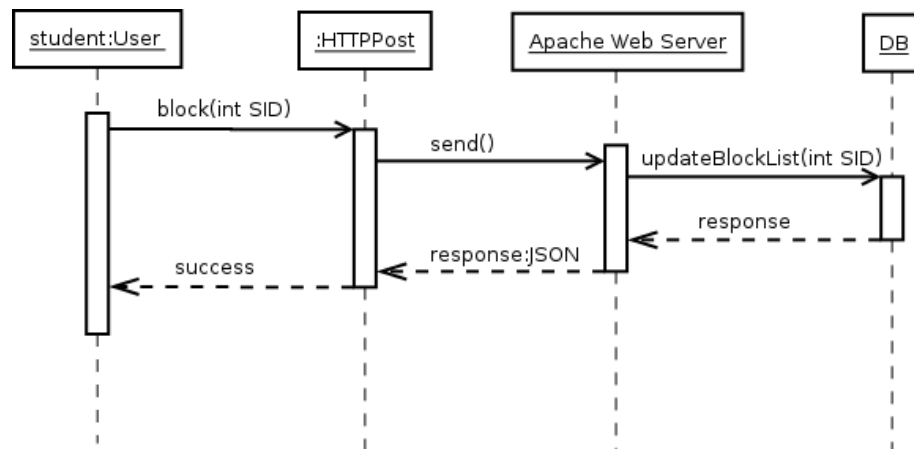 student:User
:HTTPPost
Apache Web Server
DB
block(int SID)
send()
updateBlockList(int SID)
response
response:JSON
success